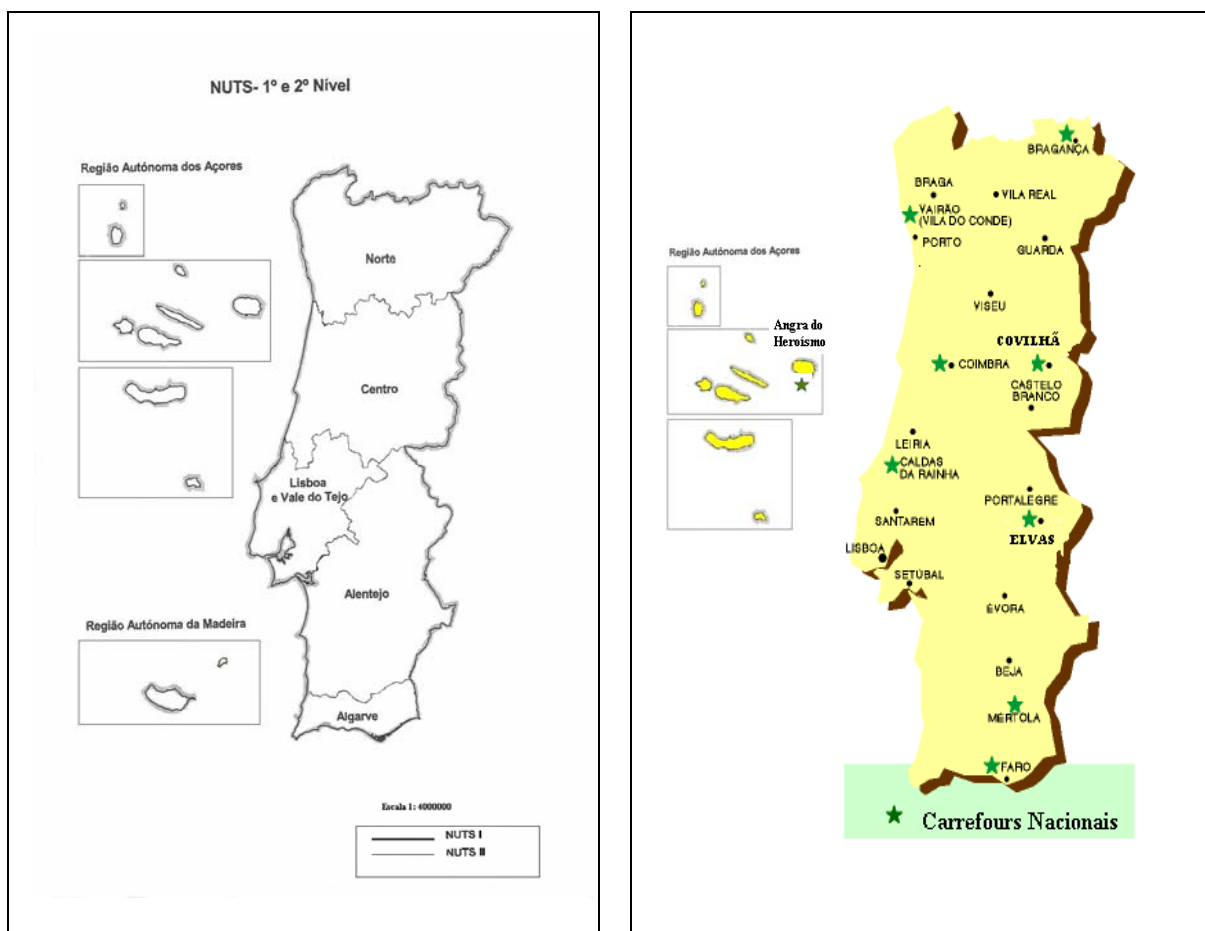 NUTS- 1º e 2º Nível
Região Autónoma dos Açores
Norte
Centro
Lisboa
e Vale do Tejo
Alentejo
Região Autónoma da Madeira
Algarve
Escala 1: 4000000
NUTS I
NUTS II
BRAGANÇA
BRAGA
VILA REAL
VAIRÃO
(VILA DO CONDE)
PORTO
GUARDA
Região Autónoma dos Açores
VISEU
Angra do
Heroísmo
COVILHÃ
COIMBRA
CASTELO
BRANCO
LEIRIA
CALDAS
DA RAINHA
PORTALEGRE
SANTAREM
ELVAS
LISBOA
SETÚBAL
ÉVORA
BEJA
MÉRTOLA
FARO
Carrefours Nacionais